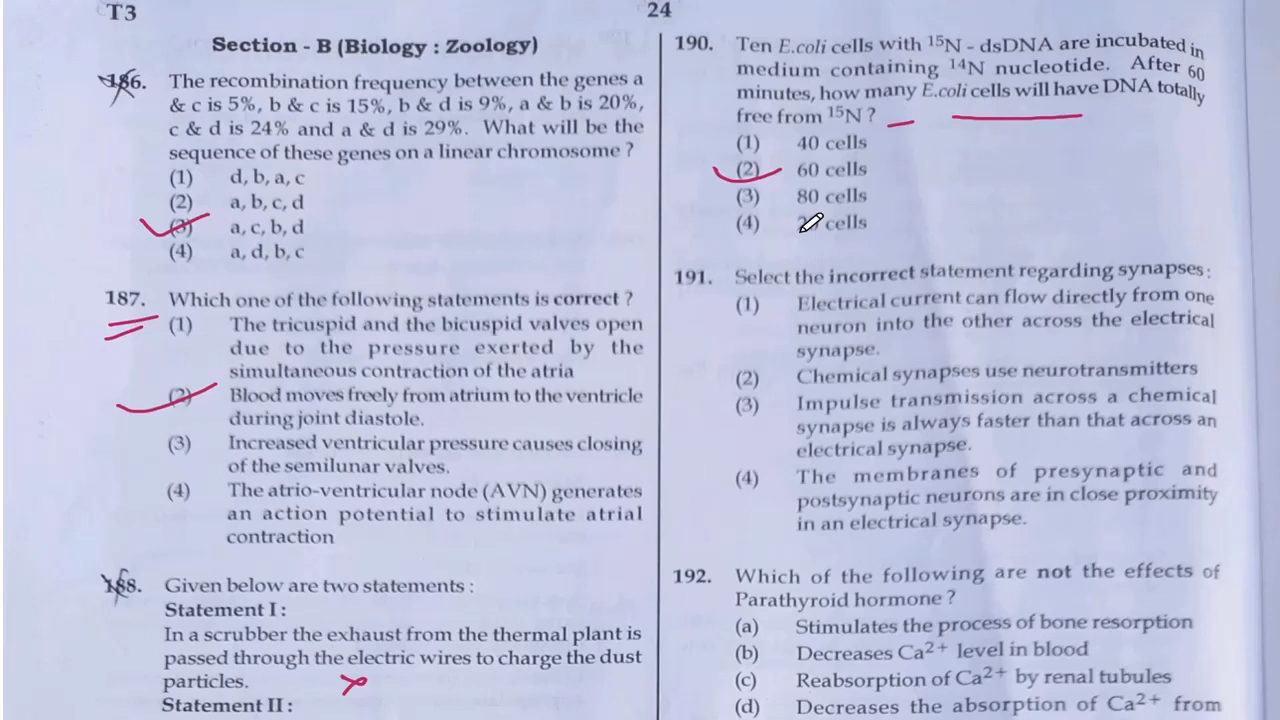 T3
24
Section - B (Biology : Zoology)
186. The recombination frequency between the genes a
& c is 5%, b & c is 15%, b & d is 9%, a & b is 20%,
c & d is 24% and a & d is 29%. What will be the
sequence of these genes on a linear chromosome ?
(1) d, b, a, c
(2) a, b, c, d
(3) a, c, b, d
(4) a, d, b, c
187. Which one of the following statements is correct ?
(1) The tricuspid and the bicuspid valves open
due to the pressure exerted by the
simultaneous contraction of the atria
(2) Blood moves freely from atrium to the ventricle
during joint diastole.
(3) Increased ventricular pressure causes closing
of the semilunar valves.
(4) The atrio-ventricular node (AVN) generates
an action potential to stimulate atrial
contraction
188. Given below are two statements :
Statement I :
In a scrubber the exhaust from the thermal plant is
passed through the electric wires to charge the dust
particles.
Statement II :
190. Ten E.coli cells with ¹⁵N - dsDNA are incubated in
medium containing ¹⁴N nucleotide. After 60
minutes, how many E.coli cells will have DNA totally
free from ¹⁵N ?
(1) 40 cells
(2) 60 cells
(3) 80 cells
(4) cells
191. Select the incorrect statement regarding synapses :
(1) Electrical current can flow directly from one
neuron into the other across the electrical
synapse.
(2) Chemical synapses use neurotransmitters
(3) Impulse transmission across a chemical
synapse is always faster than that across an
electrical synapse.
(4) The membranes of presynaptic and
postsynaptic neurons are in close proximity
in an electrical synapse.
192. Which of the following are not the effects of
Parathyroid hormone ?
(a) Stimulates the process of bone resorption
(b) Decreases Ca²⁺ level in blood
(c) Reabsorption of Ca²⁺ by renal tubules
(d) Decreases the absorption of Ca²⁺ from